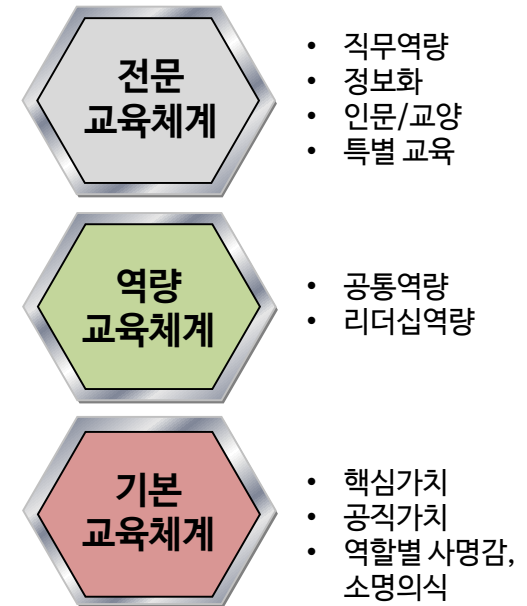 전문
교육체계
• 직무역량
• 정보화
• 인문/교양
• 특별 교육
역량
교육체계
• 공통역량
• 리더십역량
기본
교육체계
• 핵심가치
• 공직가치
• 역할별 사명감,
소명의식